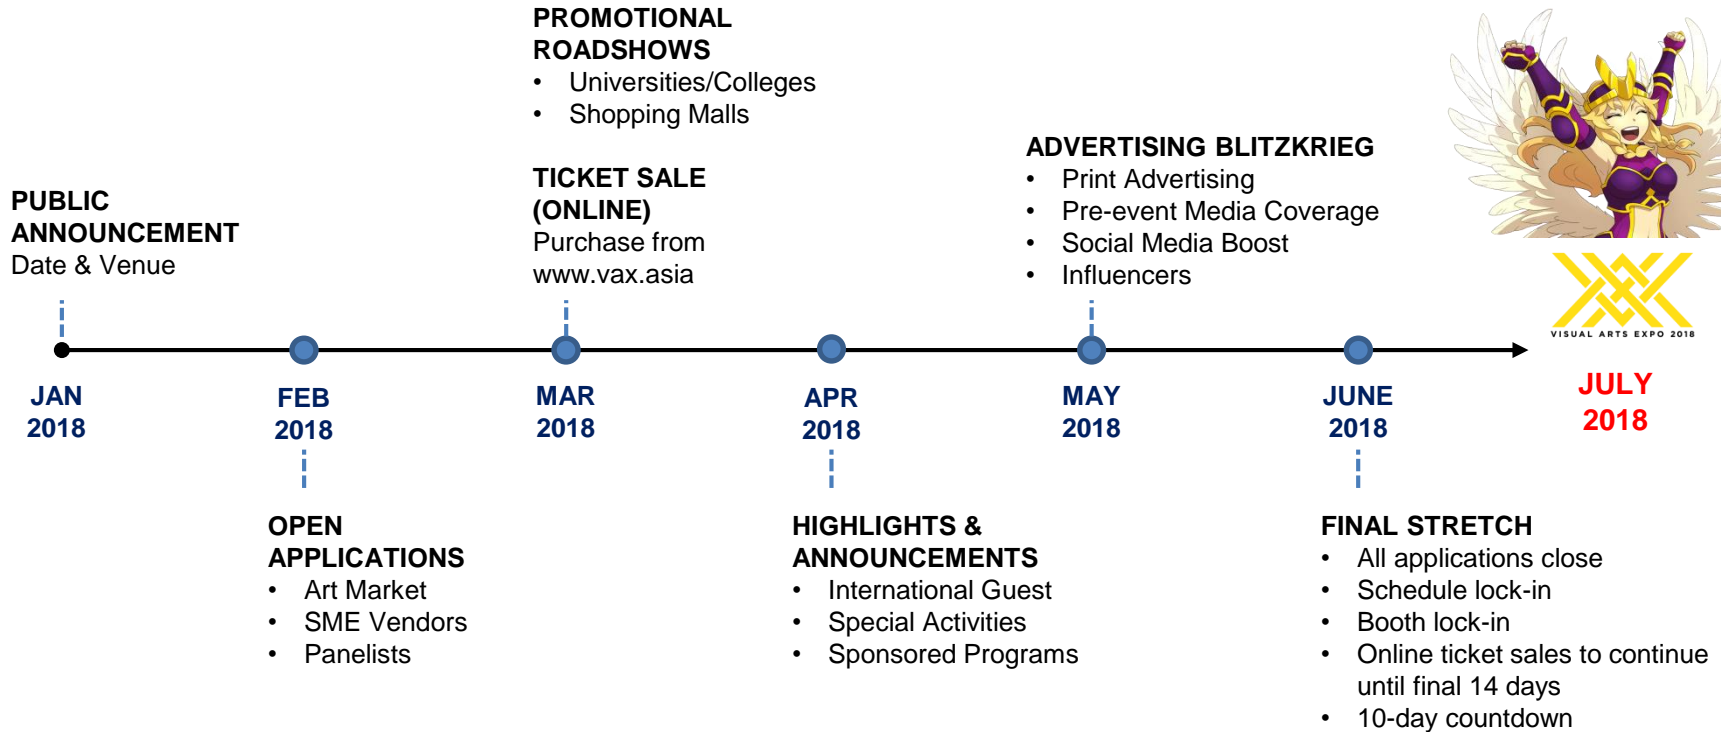 PROMOTIONAL
ROADSHOWS
• Universities/Colleges
• Shopping Malls
TICKET SALE
(ONLINE)
Purchase from
www.vax.asia
ADVERTISING BLITZKRIEG
• Print Advertising
• Pre-event Media Coverage
• Social Media Boost
• Influencers
PUBLIC
ANNOUNCEMENT
Date & Venue
VISUAL ARTS EXPO 2018
JAN
2018
FEB
2018
MAR
2018
APR
2018
MAY
2018
JUNE
2018
JULY
2018
OPEN
APPLICATIONS
• Art Market
• SME Vendors
• Panelists
HIGHLIGHTS &
ANNOUNCEMENTS
• International Guest
• Special Activities
• Sponsored Programs
FINAL STRETCH
• All applications close
• Schedule lock-in
• Booth lock-in
• Online ticket sales to continue
until final 14 days
• 10-day countdown